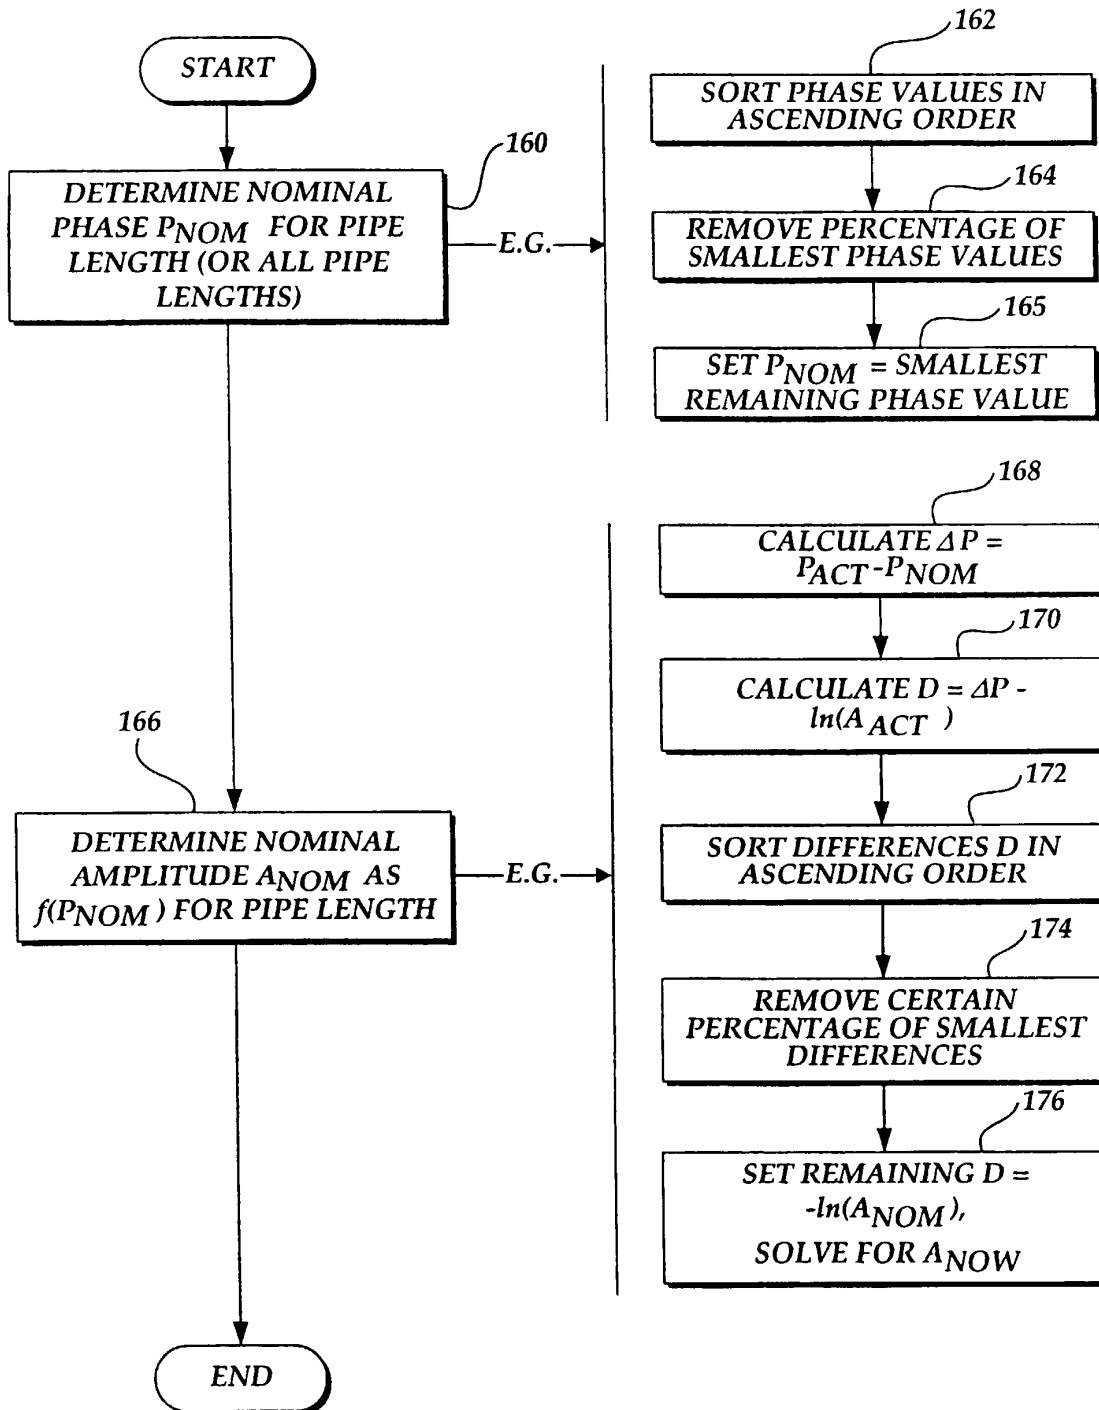 START
160
DETERMINE NOMINAL
PHASE PNOM FOR PIPE
LENGTH (OR ALL PIPE
LENGTHS)
E.G.
162
SORT PHASE VALUES IN
ASCENDING ORDER
164
REMOVE PERCENTAGE OF
SMALLEST PHASE VALUES
165
SET PNOM = SMALLEST
REMAINING PHASE VALUE
166
DETERMINE NOMINAL
AMPLITUDE ANOM AS
f(PNOM) FOR PIPE LENGTH
E.G.
168
CALCULATE ΔP =
PACT-PNOM
170
CALCULATE D = ΔP -
ln(AACT)
172
SORT DIFFERENCES D IN
ASCENDING ORDER
174
REMOVE CERTAIN
PERCENTAGE OF SMALLEST
DIFFERENCES
176
SET REMAINING D =
-ln(ANOM),
SOLVE FOR ANOW
END